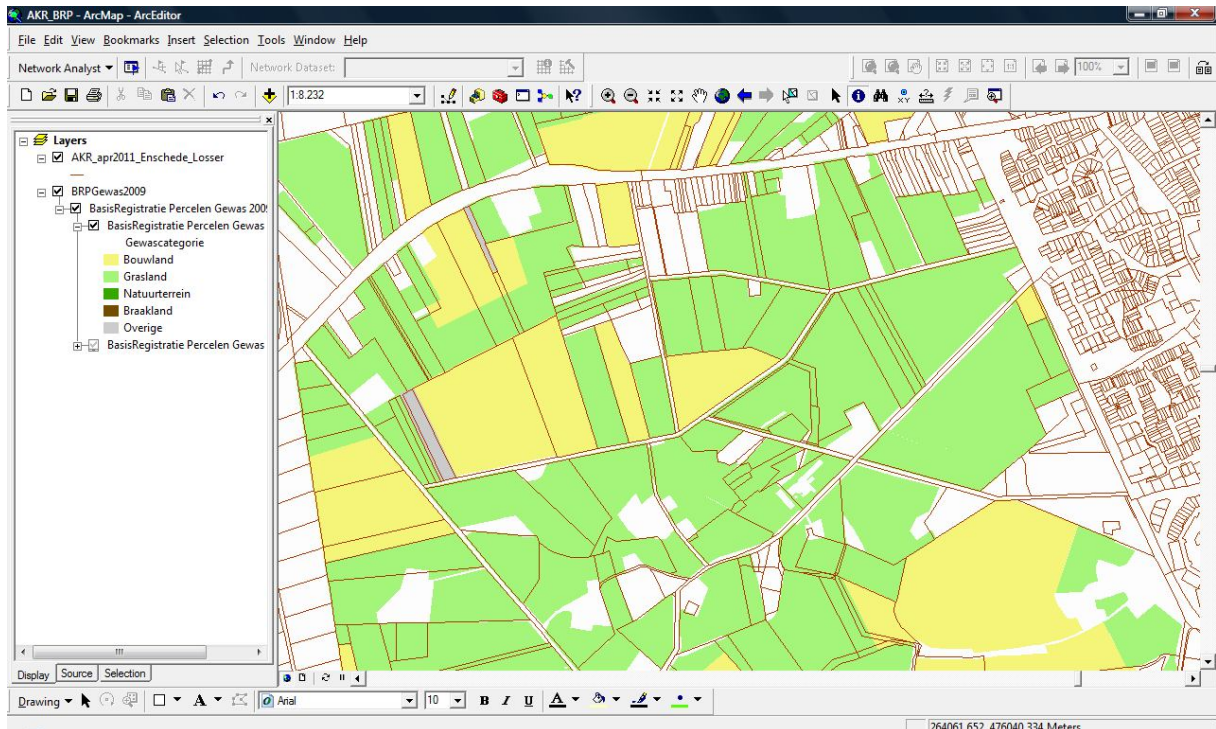 AKR_BRP - ArcMap - ArcEditor
File Edit View Bookmarks Insert Selection Tools Window Help
Network Analyst Network Dataset: 100%
1:8.232
Layers
AKR_apr2011_Enschede_Losser
BRPGewas2009
BasisRegistratie Percelen Gewas 200
BasisRegistratie Percelen Gewas
Gewascategorie
Bouwland
Grasland
Natuurterrein
Braakland
Overige
BasisRegistratie Percelen Gewas
Display Source Selection
Drawing A Arial 10 B I U A
264061,652 476040,334 Meters